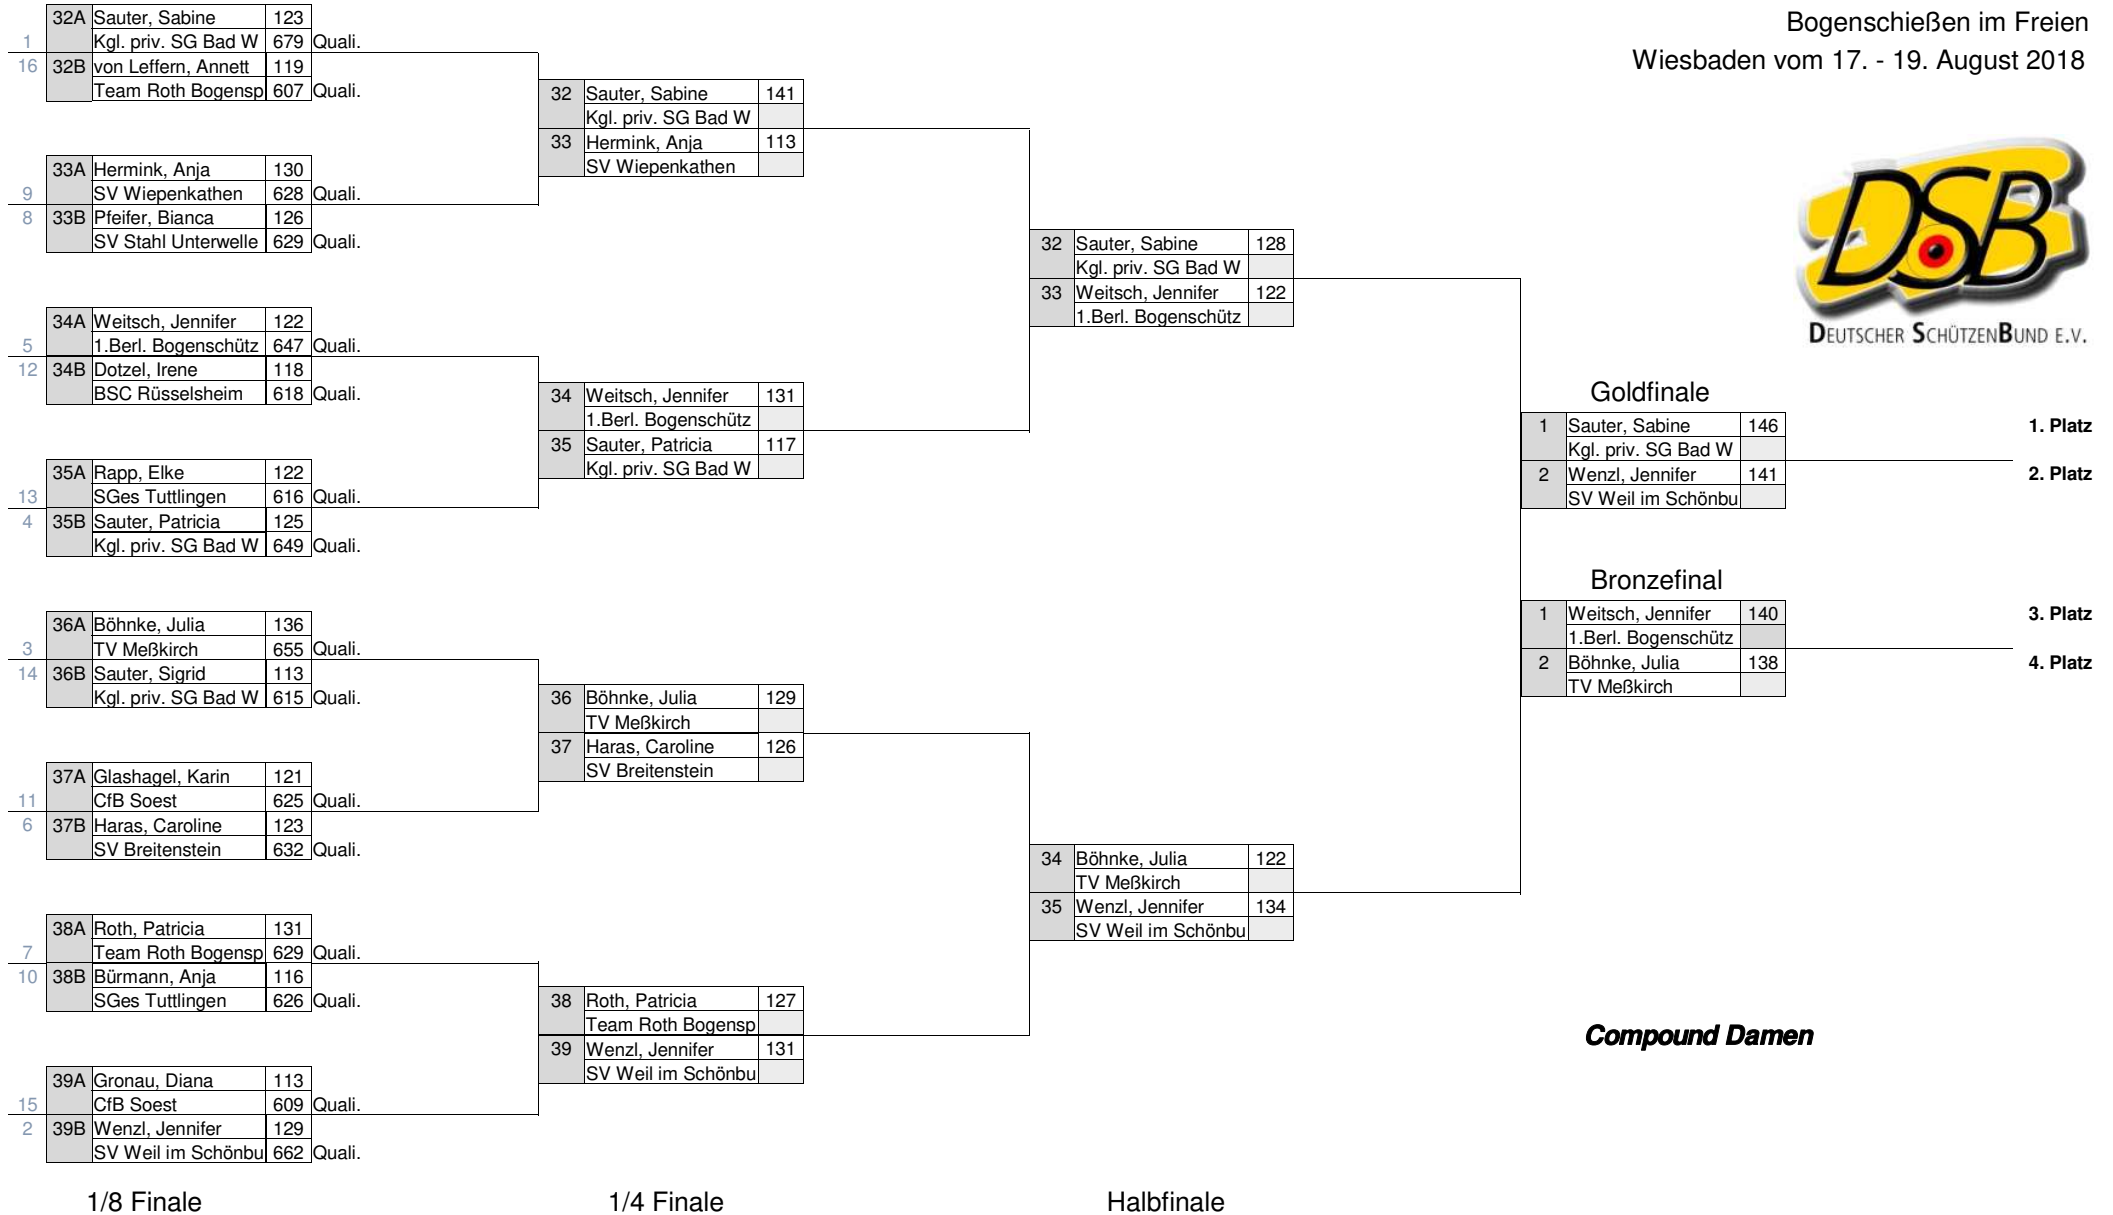 Bogenschießen im Freien
Wiesbaden vom 17. - 19. August 2018
DSB
DEUTSCHER SCHÜTZENBUND E.V.
32A Sauter, Sabine 123
1 Kgl. priv. SG Bad W 679 Quali.
16 32B von Leffern, Annett 119
Team Roth Bogensp 607 Quali.
33A Hermink, Anja 130
9 SV Wiepenkathen 628 Quali.
8 33B Pfeifer, Bianca 126
SV Stahl Unterwelle 629 Quali.
34A Weitsch, Jennifer 122
5 1.Berl. Bogenschütz 647 Quali.
12 34B Dotzel, Irene 118
BSC Rüsselsheim 618 Quali.
35A Rapp, Elke 122
13 SGes Tuttlingen 616 Quali.
4 35B Sauter, Patricia 125
Kgl. priv. SG Bad W 649 Quali.
36A Böhnke, Julia 136
3 TV Meßkirch 655 Quali.
14 36B Sauter, Sigrid 113
Kgl. priv. SG Bad W 615 Quali.
37A Glashagel, Karin 121
11 CfB Soest 625 Quali.
6 37B Haras, Caroline 123
SV Breitenstein 632 Quali.
38A Roth, Patricia 131
7 Team Roth Bogensp 629 Quali.
10 38B Bürmann, Anja 116
SGes Tuttlingen 626 Quali.
39A Gronau, Diana 113
15 CfB Soest 609 Quali.
2 39B Wenzl, Jennifer 129
SV Weil im Schönbu 662 Quali.
1/8 Finale
32 Sauter, Sabine 141
Kgl. priv. SG Bad W
33 Hermink, Anja 113
SV Wiepenkathen
34 Weitsch, Jennifer 131
1.Berl. Bogenschütz
35 Sauter, Patricia 117
Kgl. priv. SG Bad W
36 Böhnke, Julia 129
TV Meßkirch
37 Haras, Caroline 126
SV Breitenstein
38 Roth, Patricia 127
Team Roth Bogensp
39 Wenzl, Jennifer 131
SV Weil im Schönbu
1/4 Finale
32 Sauter, Sabine 128
Kgl. priv. SG Bad W
33 Weitsch, Jennifer 122
1.Berl. Bogenschütz
34 Böhnke, Julia 122
TV Meßkirch
35 Wenzl, Jennifer 134
SV Weil im Schönbu
Halbfinale
Goldfinale
1 Sauter, Sabine 146 1. Platz
Kgl. priv. SG Bad W
2 Wenzl, Jennifer 141 2. Platz
SV Weil im Schönbu
Bronzefinal
1 Weitsch, Jennifer 140 3. Platz
1.Berl. Bogenschütz
2 Böhnke, Julia 138 4. Platz
TV Meßkirch
Compound Damen